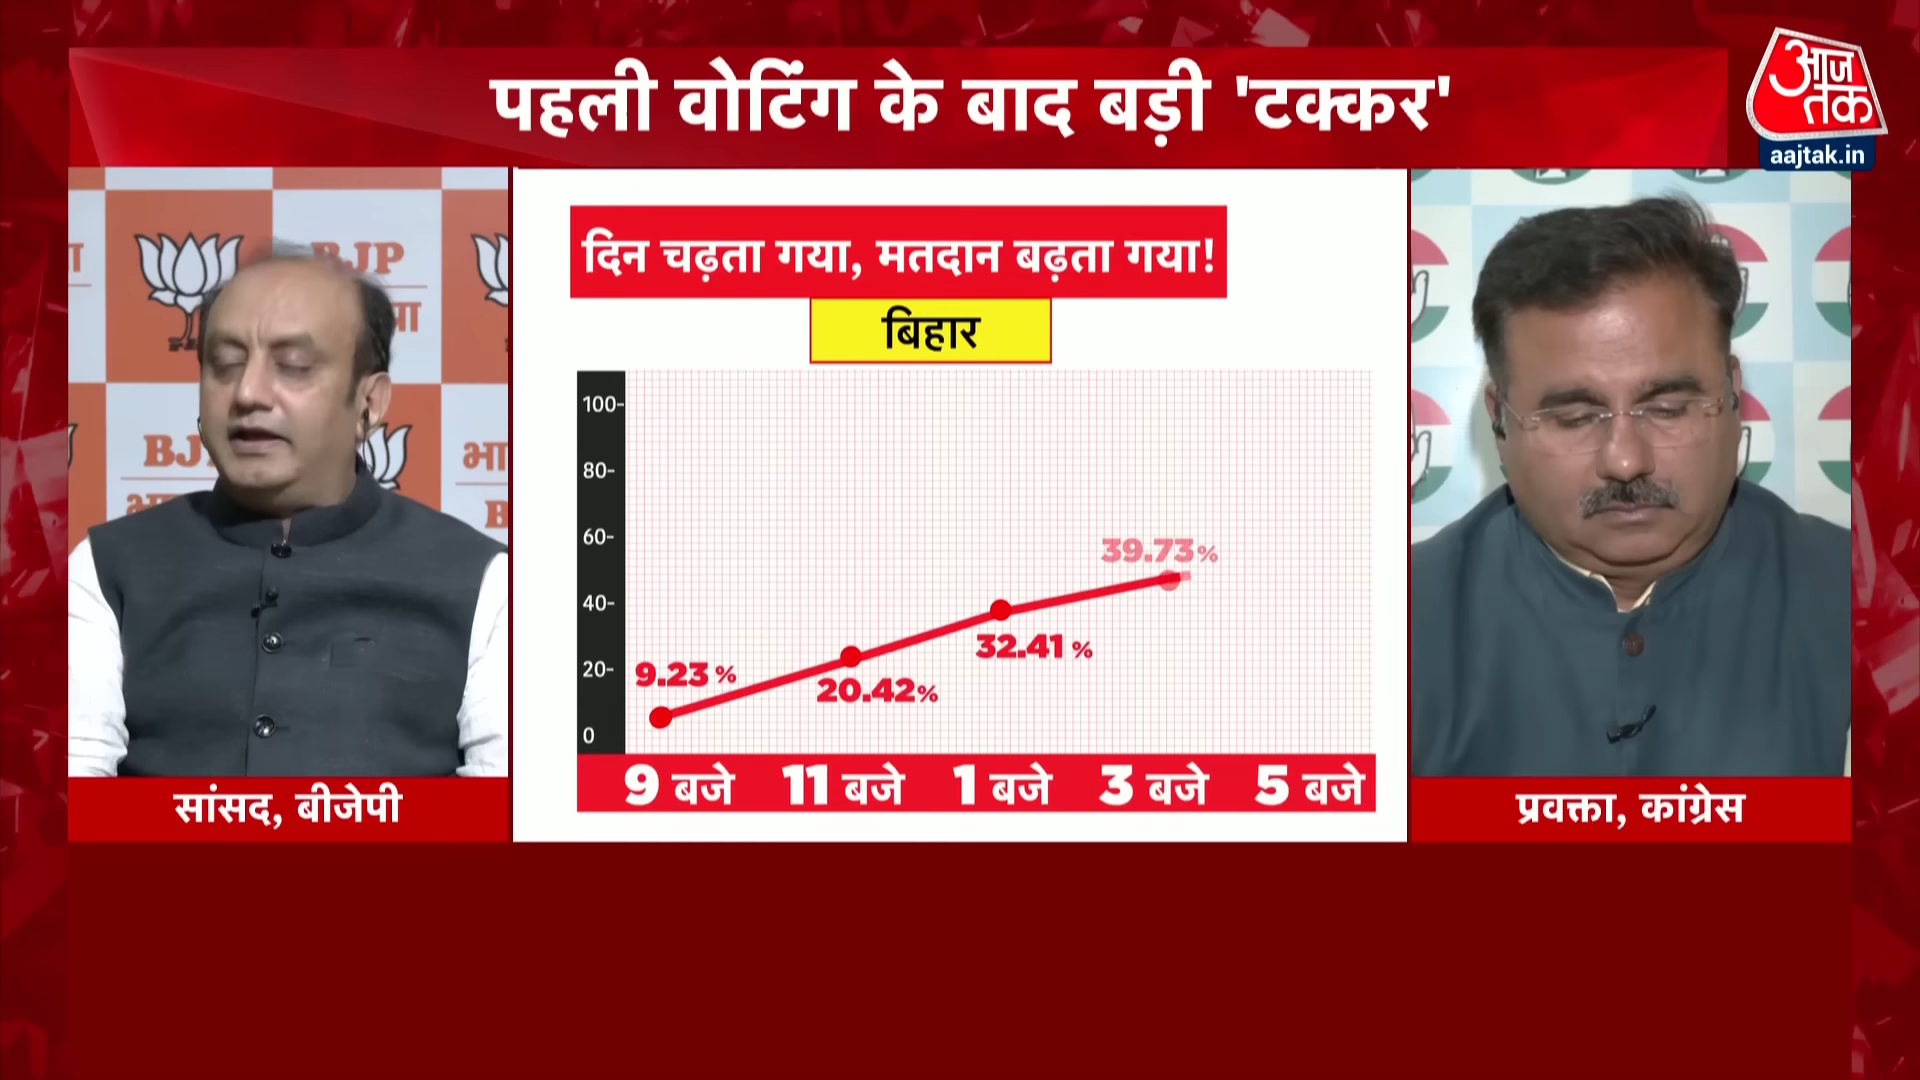 पहली वोटिंग के बाद बड़ी 'टक्कर'
आज
तक
aajtak.in
BJP
BJ
भा
दिन चढ़ता गया, मतदान बढ़ता गया!
बिहार
100-
80-
60-
40-
20-
0
9.23 %
20.42%
32.41 %
39.73%
9 बजे
11 बजे
1 बजे
3 बजे
5 बजे
सांसद, बीजेपी
प्रवक्ता, कांग्रेस